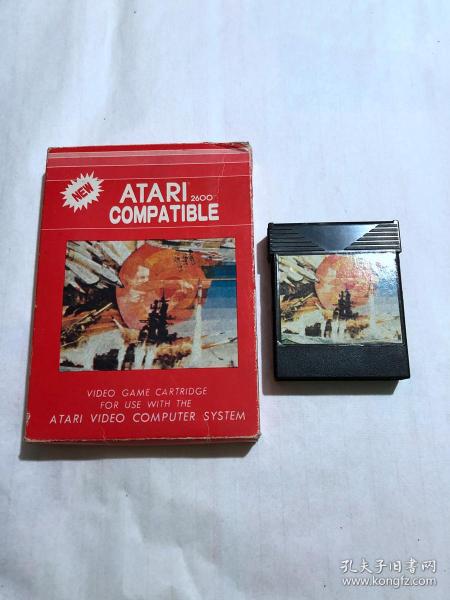 NEW
ATARI 2600
COMPATIBLE
VIDEO GAME CARTRIDGE
FOR USE WITH THE
ATARI VIDEO COMPUTER SYSTEM
孔夫子旧书网
www.kongfz.com